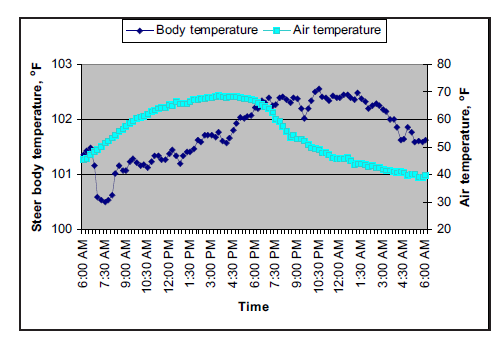 Body temperature Air temperature
103
102
101
100
Steer body temperature, °F
80
70
60
50
40
30
20
Air temperature, °F
6:00 AM
7:30 AM
9:00 AM
10:30 AM
12:00 PM
1:30 PM
3:00 PM
4:30 PM
6:00 PM
7:30 PM
9:00 PM
10:30 PM
12:00 AM
1:30 AM
3:00 AM
4:30 AM
6:00 AM
Time